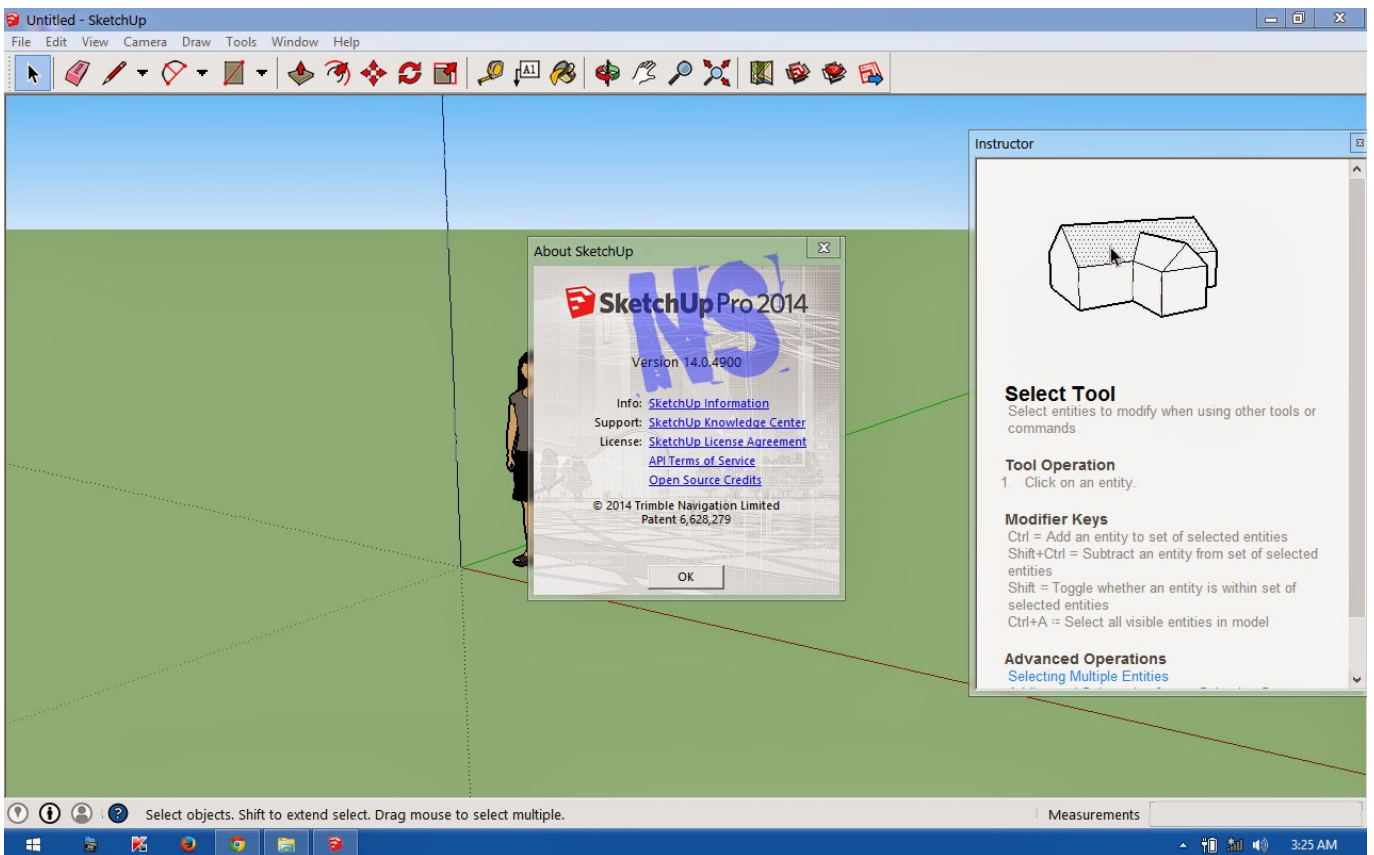 Untitled - SketchUp
File Edit View Camera Draw Tools Window Help
A1
Instructor
About SketchUp
NS
SketchUp Pro 2014
Version 14.0.4900
Info: SketchUp Information
Support: SketchUp Knowledge Center
License: SketchUp License Agreement
API Terms of Service
Open Source Credits
© 2014 Trimble Navigation Limited
Patent 6,628,279
OK
Select Tool
Select entities to modify when using other tools or
commands.
Tool Operation
1. Click on an entity.
Modifier Keys
Ctrl = Add an entity to set of selected entities
Shift+Ctrl = Subtract an entity from set of selected
entities
Shift = Toggle whether an entity is within set of
selected entities
Ctrl+A = Select all visible entities in model
Advanced Operations
Selecting Multiple Entities
Select objects. Shift to extend select. Drag mouse to select multiple.
Measurements
3:25 AM